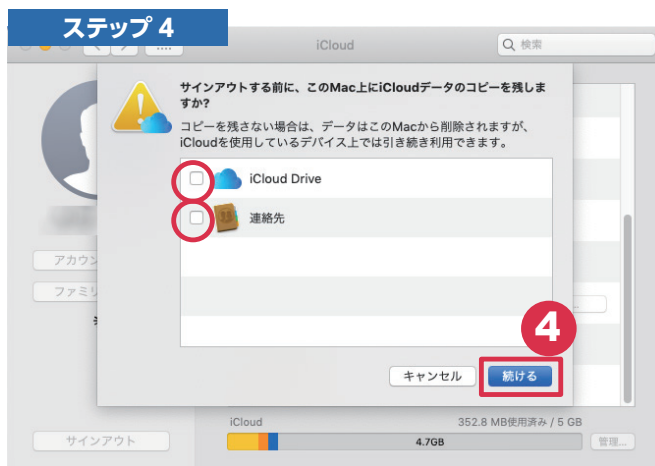 ステップ 4
iCloud
検索
サインアウトする前に、このMac上にiCloudデータのコピーを残しま
すか?
コピーを残さない場合は、データはこのMacから削除されますが、
iCloudを使用しているデバイス上では引き続き利用できます。
iCloud Drive
連絡先
アカウン
ファミリ
4
キャンセル
続ける
iCloud
352.8 MB使用済み / 5 GB
サインアウト
4.7GB
管理...